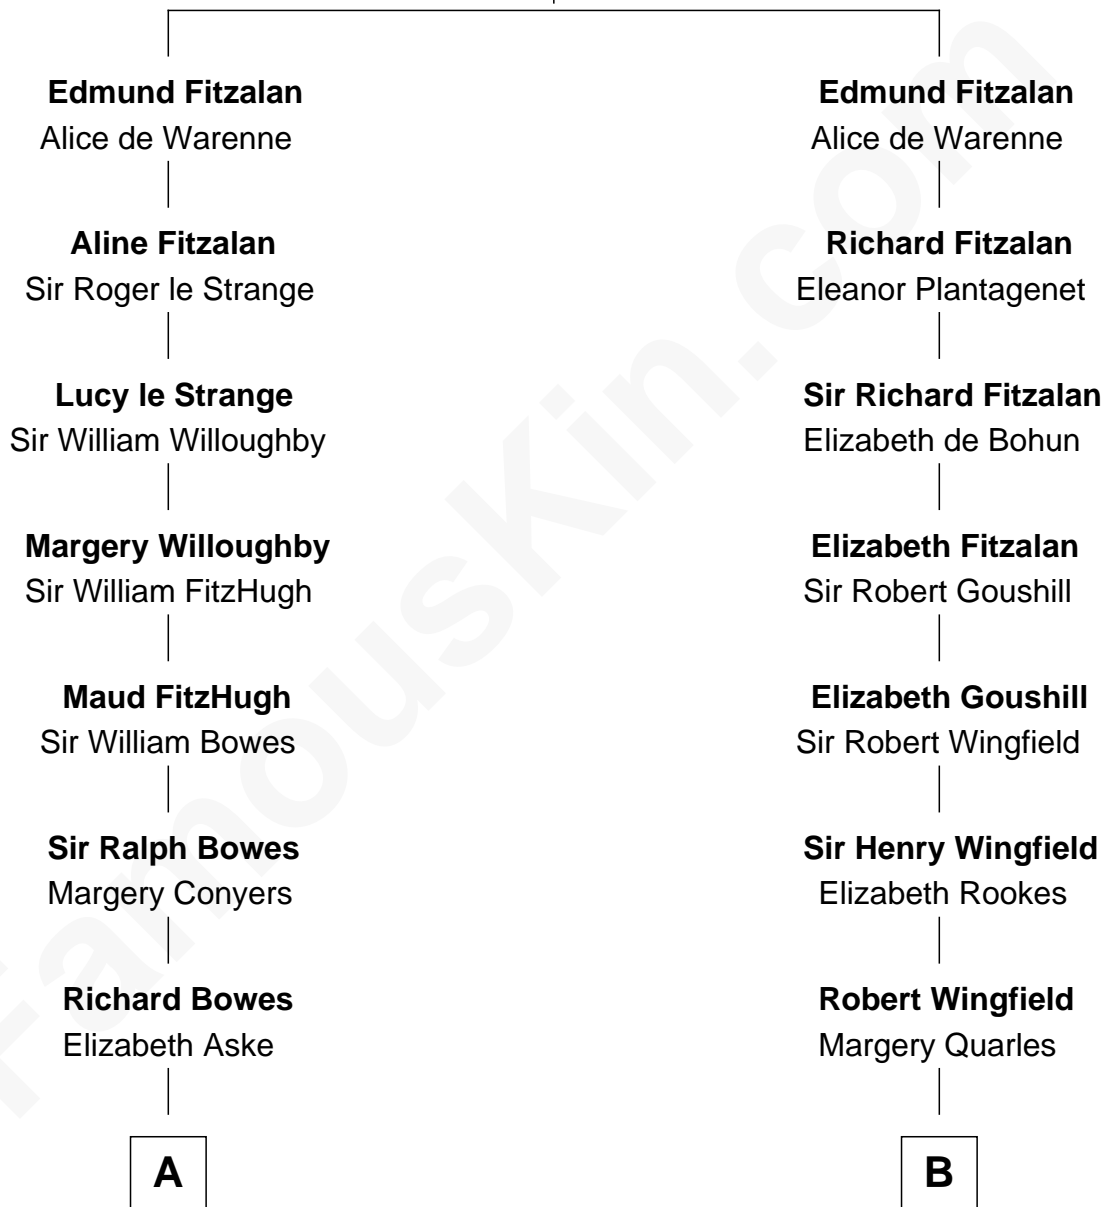 Edmund Fitzalan
Alice de Warenne
Aline Fitzalan
Sir Roger le Strange
Lucy le Strange
Sir William Willoughby
Margery Willoughby
Sir William FitzHugh
Maud FitzHugh
Sir William Bowes
Sir Ralph Bowes
Margery Conyers
Richard Bowes
Elizabeth Aske
A
Edmund Fitzalan
Alice de Warenne
Richard Fitzalan
Eleanor Plantagenet
Sir Richard Fitzalan
Elizabeth de Bohun
Elizabeth Fitzalan
Sir Robert Goushill
Elizabeth Goushill
Sir Robert Wingfield
Sir Henry Wingfield
Elizabeth Rookes
Robert Wingfield
Margery Quarles
B
FamousKin.com